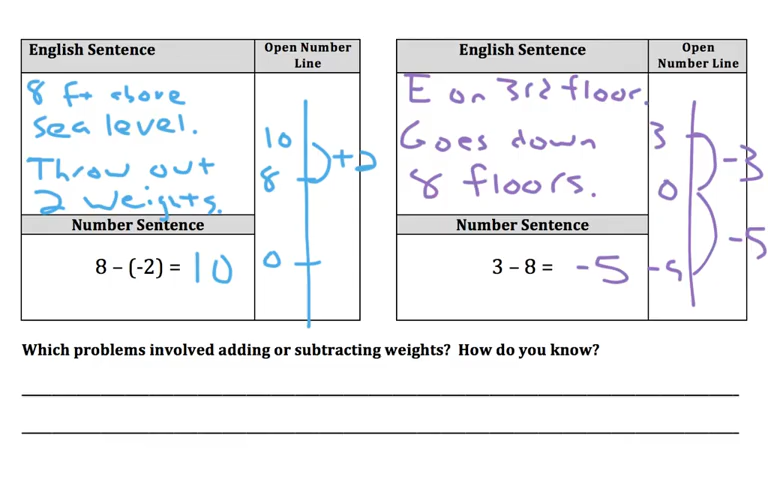 English Sentence
Open Number
Line
8 ft above
sea level.
Throw out
2 weights.
10
8
+2
0
Number Sentence
8 – (-2) = 10
English Sentence
Open
Number Line
E on 3rd floor.
Goes down
8 floors.
3
-3
0
-5
-5
Number Sentence
3 – 8 = -5
Which problems involved adding or subtracting weights?  How do you know?